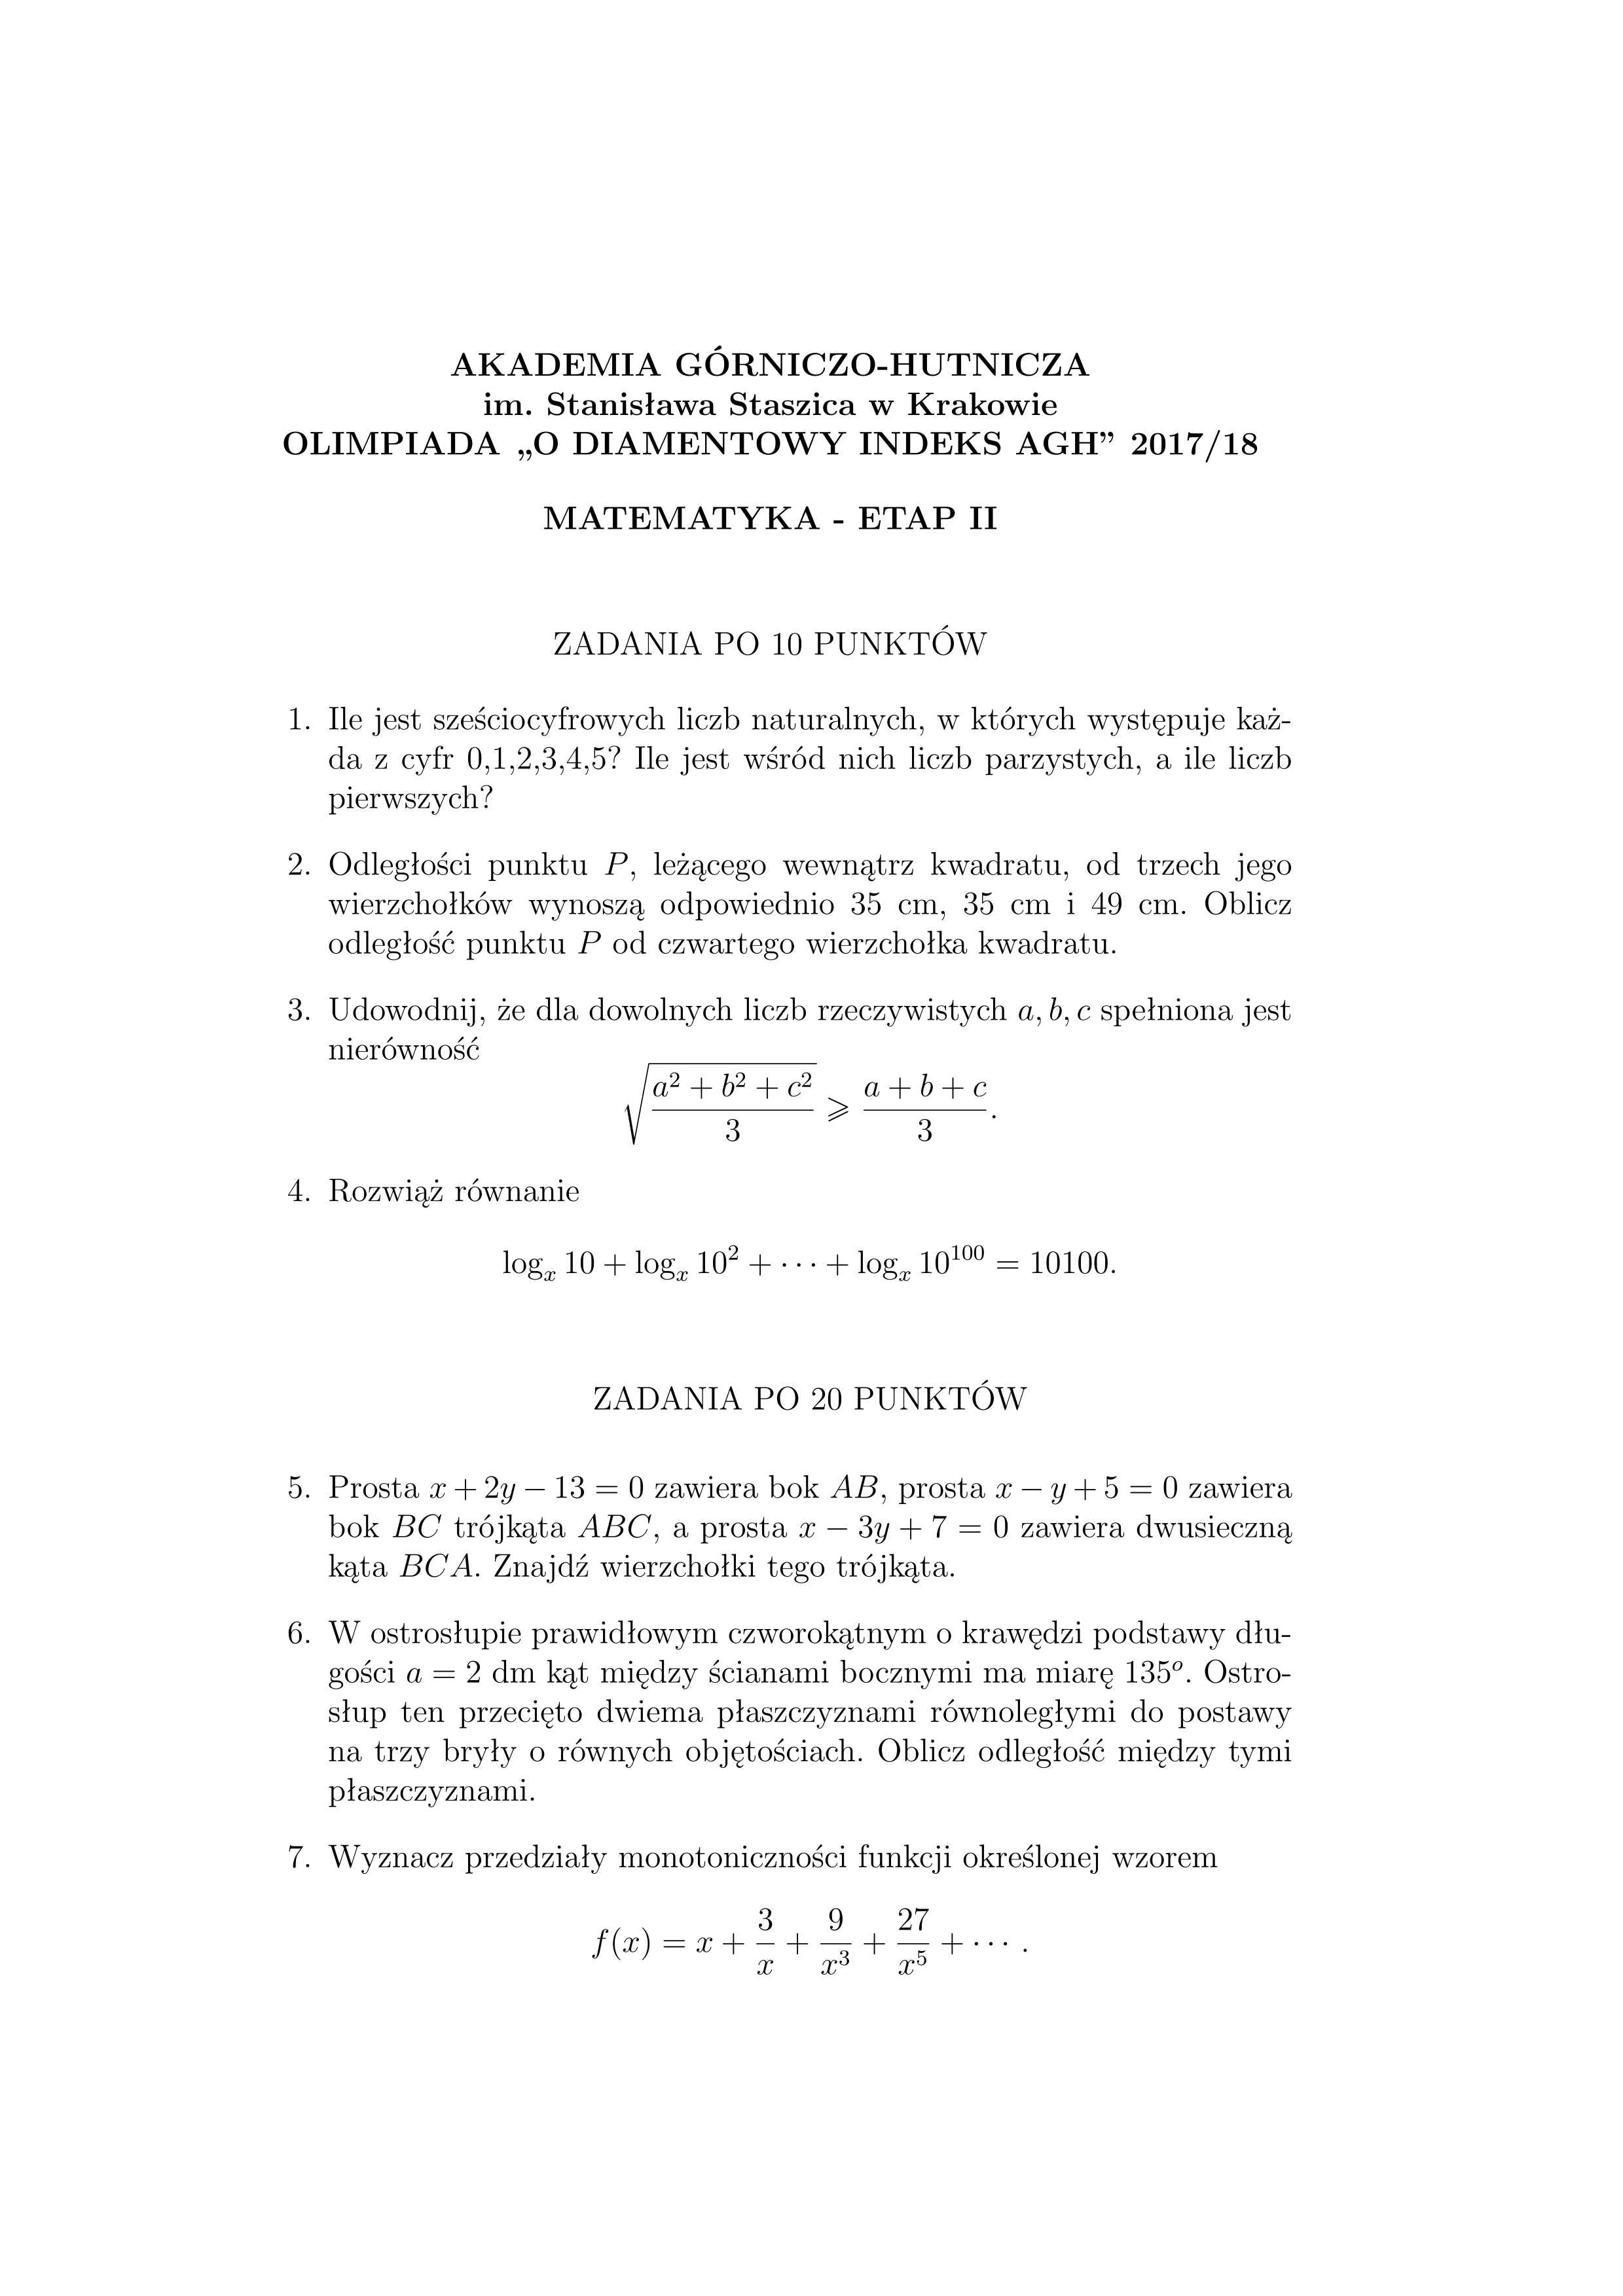 AKADEMIA GÓRNICZO-HUTNICZA
im. Stanisława Staszica w Krakowie
OLIMPIADA „O DIAMENTOWY INDEKS AGH” 2017/18
MATEMATYKA - ETAP II
ZADANIA PO 10 PUNKTÓW
1. Ile jest sześciocyfrowych liczb naturalnych, w których występuje każ-
da z cyfr 0,1,2,3,4,5? Ile jest wśród nich liczb parzystych, a ile liczb
pierwszych?
2. Odległości punktu P, leżącego wewnątrz kwadratu, od trzech jego
wierzchołków wynoszą odpowiednio 35 cm, 35 cm i 49 cm. Oblicz
odległość punktu P od czwartego wierzchołka kwadratu.
3. Udowodnij, że dla dowolnych liczb rzeczywistych a, b, c spełniona jest
nierówność
$\sqrt{\frac{a^2+b^2+c^2}{3}} \geqslant \frac{a+b+c}{3}.$
4. Rozwiąż równanie
$\log_x 10 + \log_x 10^2 + \cdots + \log_x 10^{100} = 10100.$
ZADANIA PO 20 PUNKTÓW
5. Prosta x + 2y − 13 = 0 zawiera bok AB, prosta x − y + 5 = 0 zawiera
bok BC trójkąta ABC, a prosta x − 3y + 7 = 0 zawiera dwusieczną
kąta BCA. Znajdź wierzchołki tego trójkąta.
6. W ostrosłupie prawidłowym czworokątnym o krawędzi podstawy dłu-
gości a = 2 dm kąt między ścianami bocznymi ma miarę $135^o$. Ostro-
słup ten przecięto dwiema płaszczyznami równoległymi do postawy
na trzy bryły o równych objętościach. Oblicz odległość między tymi
płaszczyznami.
7. Wyznacz przedziały monotoniczności funkcji określonej wzorem
$f(x) = x + \frac{3}{x} + \frac{9}{x^3} + \frac{27}{x^5} + \cdots.$